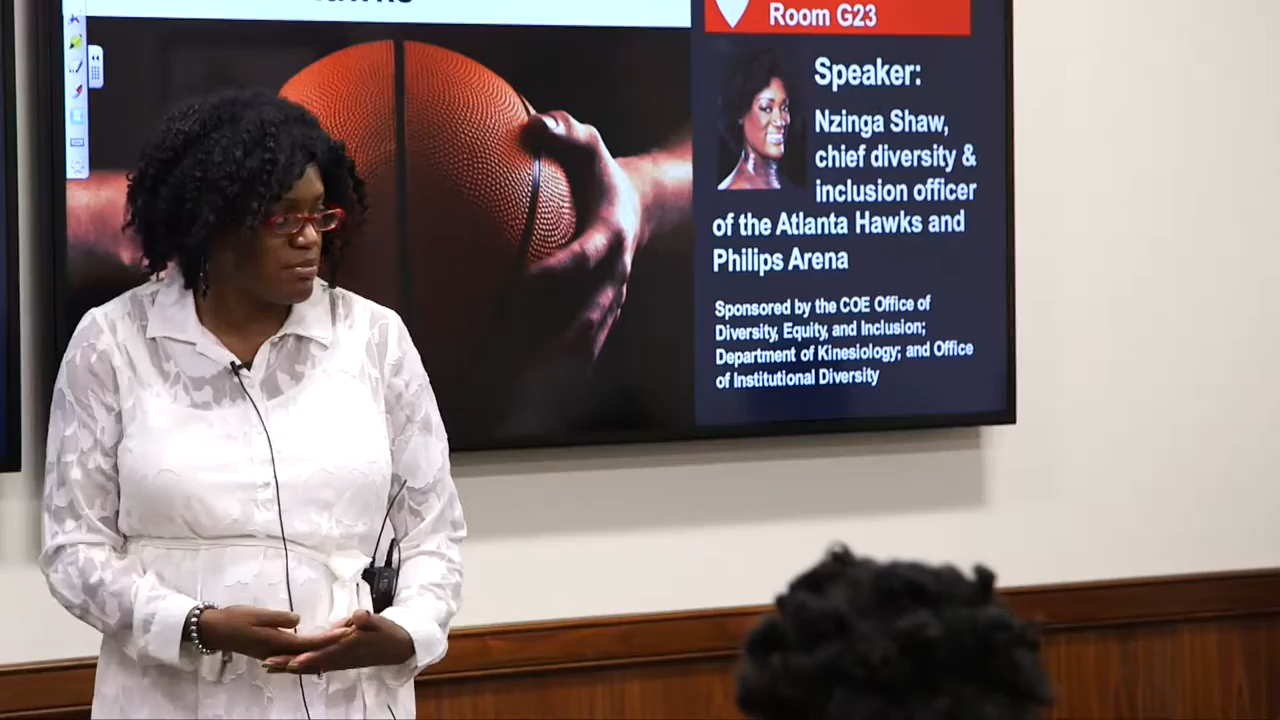 Room G23
Speaker:
Nzinga Shaw,
chief diversity &
inclusion officer
of the Atlanta Hawks and
Philips Arena
Sponsored by the COE Office of
Diversity, Equity, and Inclusion;
Department of Kinesiology; and Office
of Institutional Diversity